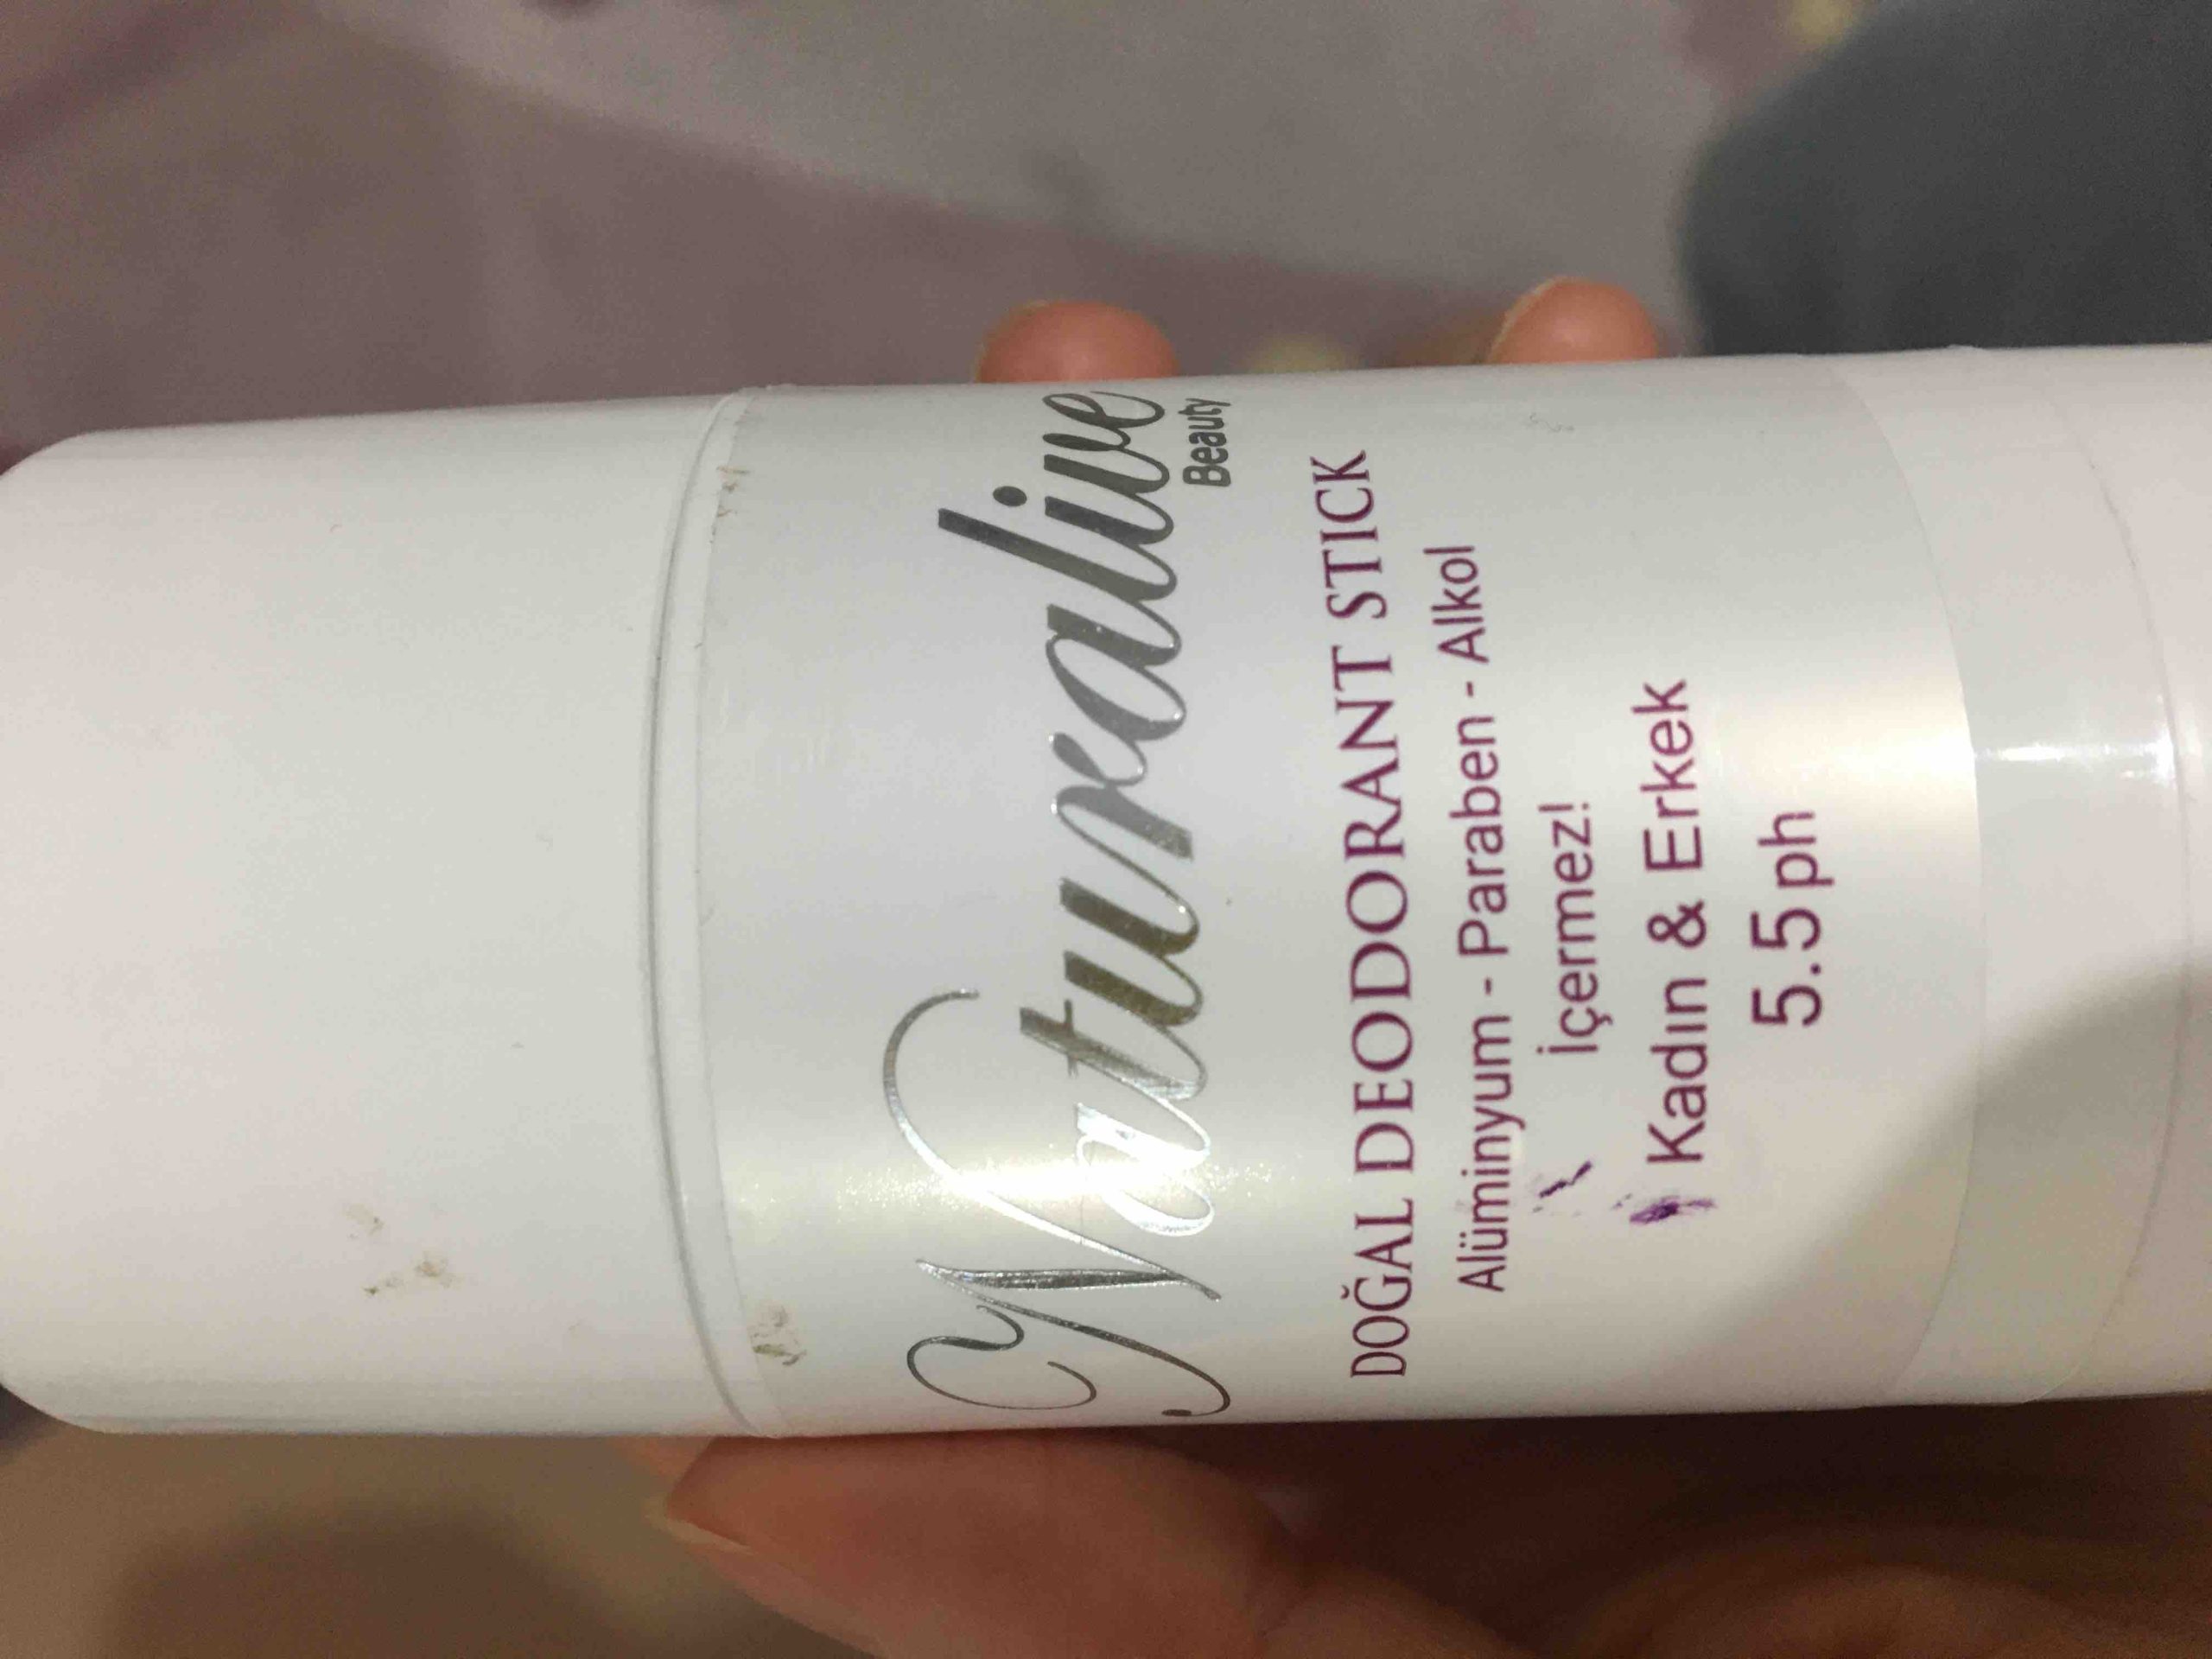 Naturalive
Beauty
DOĞAL DEODORANT STICK
Alüminyum - Paraben - Alkol
İçermez!
Kadın & Erkek
5.5 ph